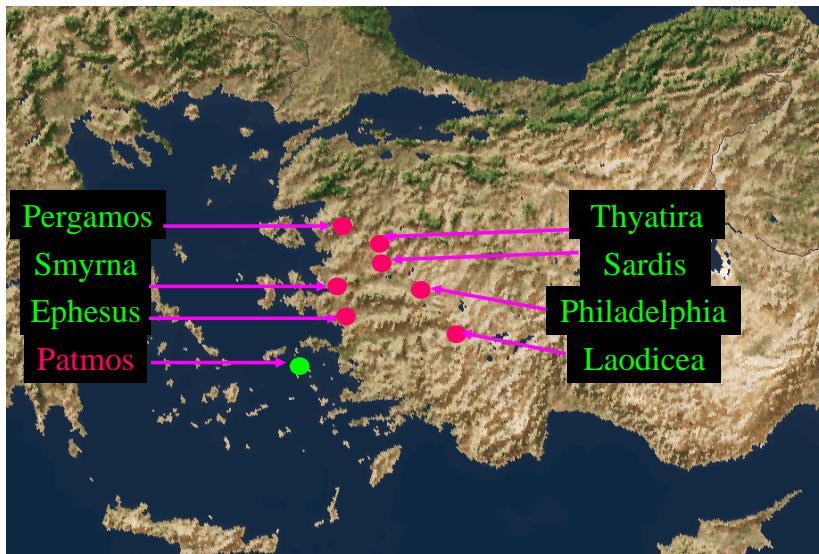 Pergamos
Smyrna
Ephesus
Patmos
Thyatira
Sardis
Philadelphia
Laodicea